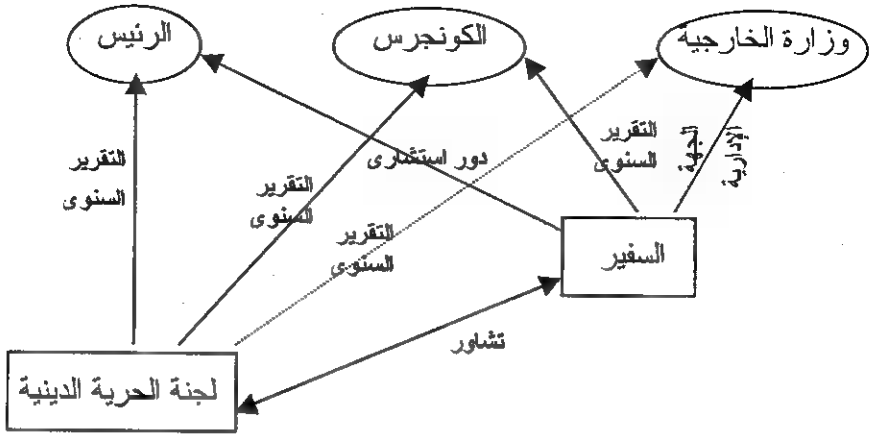 وزارة الخارجية
الكونجرس
الرئيس
الجهة
الإدارية
التقرير
السنوى
دور استشارى
التقرير
السنوى
التقرير
السنوى
التقرير
السنوى
السفير
تشاور
لجنة الحرية الدينية